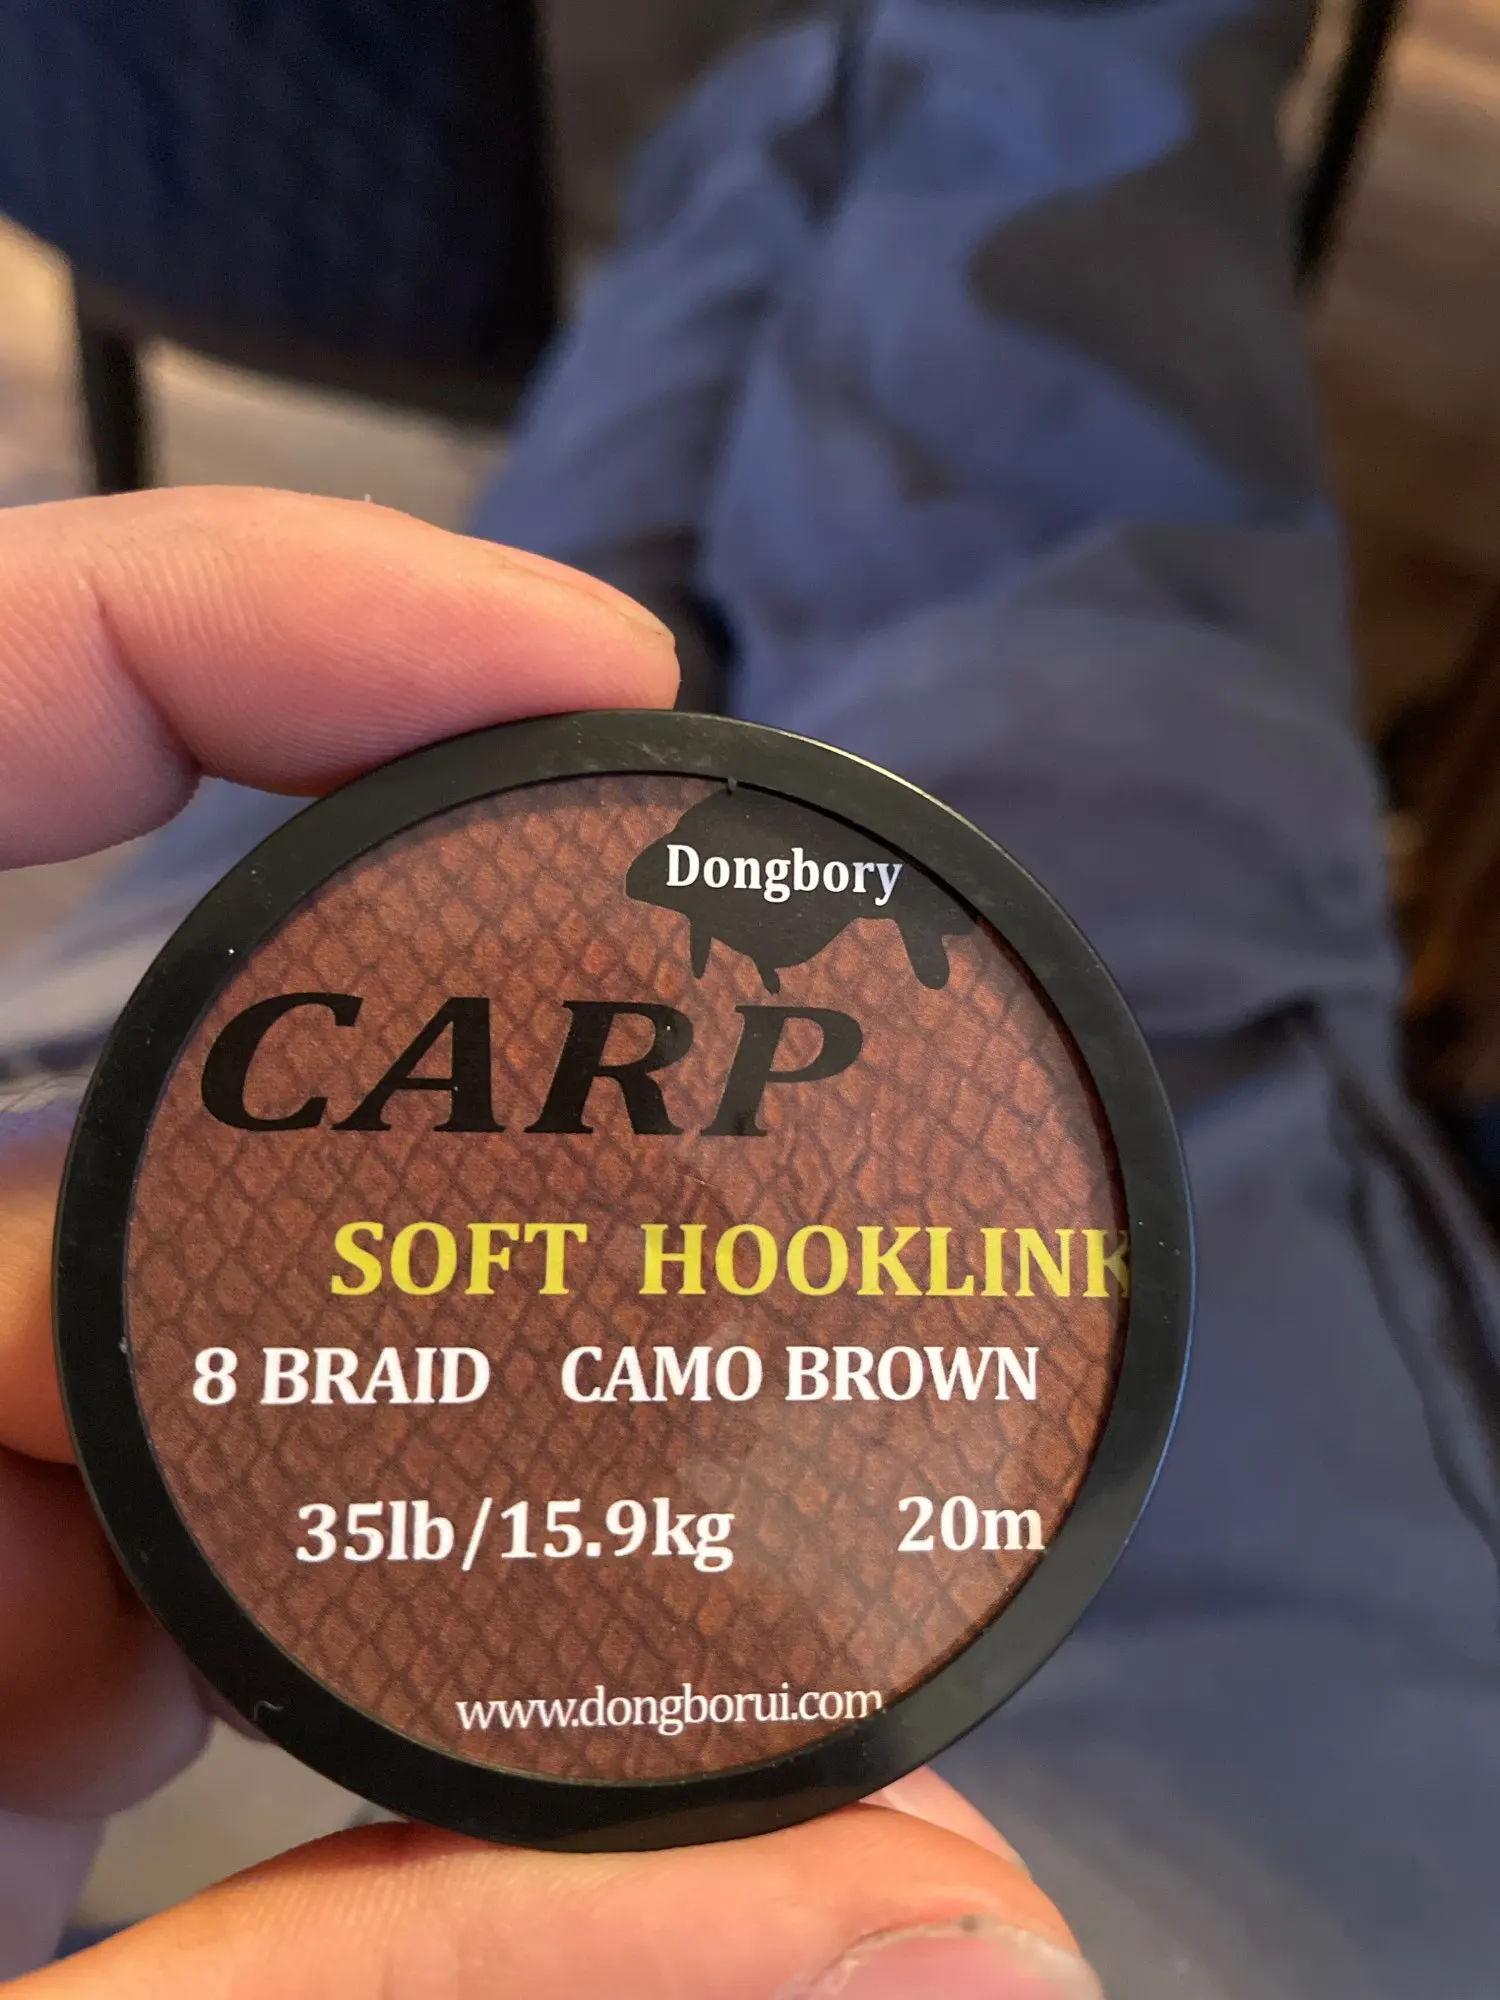 Dongbory
CARP
SOFT HOOKLINK
8 BRAID CAMO BROWN
35lb/15.9kg 20m
www.dongborui.com